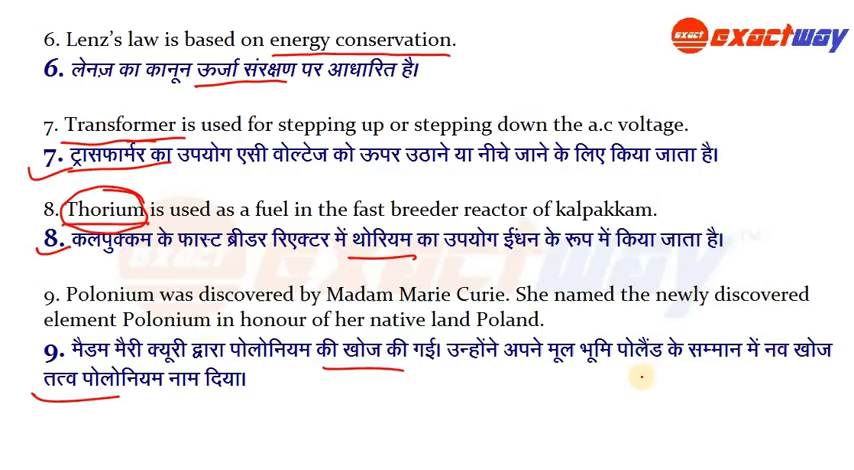 6. Lenz's law is based on energy conservation.
exact exactway
6. लेनज़ का कानून ऊर्जा संरक्षण पर आधारित है।
7. Transformer is used for stepping up or stepping down the a.c voltage.
7. ट्रासफार्मर का उपयोग एसी वोल्टेज को ऊपर उठाने या नीचे जाने के लिए किया जाता है।
8. Thorium is used as a fuel in the fast breeder reactor of kalpakkam.
8. कलपुक्कम के फास्ट ब्रीडर रिएक्टर में थोरियम का उपयोग ईंधन के रूप में किया जाता है।
exactway TM
9. Polonium was discovered by Madam Marie Curie. She named the newly discovered
element Polonium in honour of her native land Poland.
9. मैडम मैरी क्यूरी द्वारा पोलोनियम की खोज की गई। उन्होंने अपने मूल भूमि पोलैंड के सम्मान में नव खोज
तत्व पोलोनियम नाम दिया।